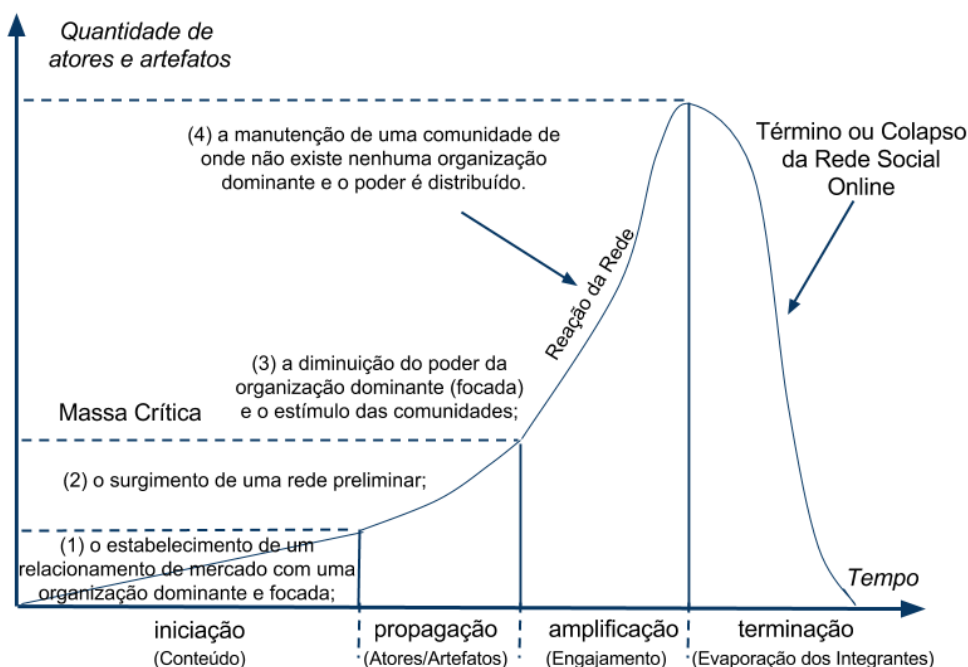 Quantidade de
atores e artefatos
(4) a manutenção de uma comunidade de
onde não existe nenhuma organização
dominante e o poder é distribuído.
Término ou Colapso
da Rede Social
Online
Reação da Rede
(3) a diminuição do poder da
organização dominante (focada)
e o estímulo das comunidades;
Massa Crítica
(2) o surgimento de uma rede preliminar;
(1) o estabelecimento de um
relacionamento de mercado com uma
organização dominante e focada;
Tempo
iniciação
(Conteúdo)
propagação
(Atores/Artefatos)
amplificação
(Engajamento)
terminação
(Evaporação dos Integrantes)